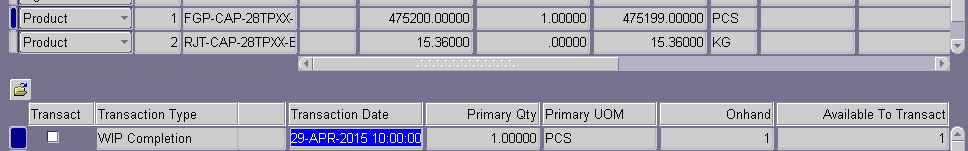 Product 1 FGP-CAP-28TPXX- 475200.00000 1.00000 475199.00000 PCS
Product 2 RJT-CAP-28TPXX-E 15.36000 .00000 15.36000 KG
Transact Transaction Type Transaction Date Primary Qty Primary UOM Onhand Available To Transact
WIP Completion 29-APR-2015 10:00:00 1.00000 PCS 1 1